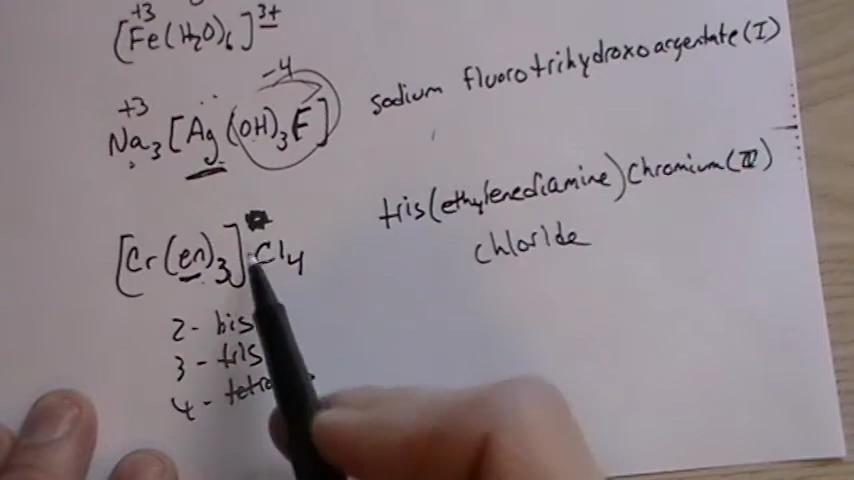 +3
[Fe(H₂O)₆]³⁺
-4
+3
Na₃[Ag(OH)₃F]
sodium fluorotrihydroxoargentate(I)
[Cr(en)₃]Cl₄
tris(ethylenediamine)chromium(IV)
chloride
2 - bis
3 - tris
4 - tetra